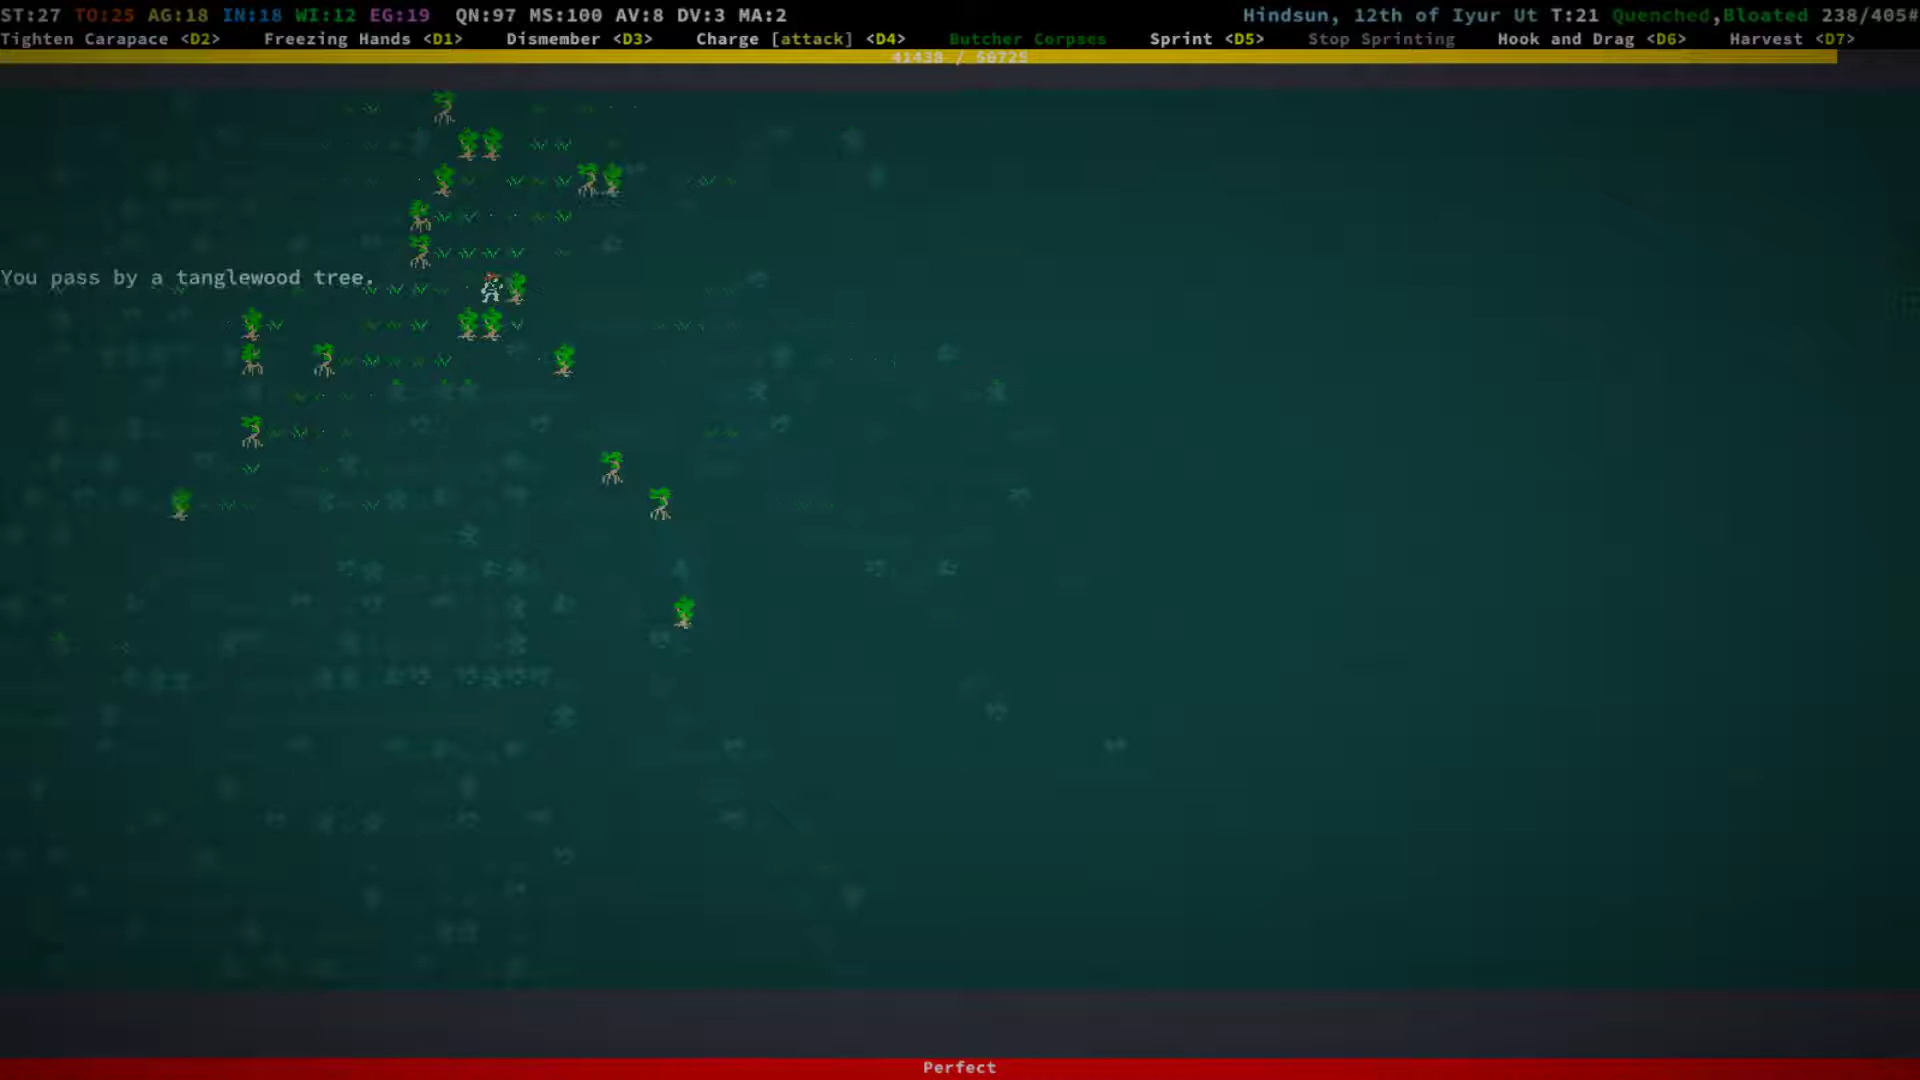 ST:27 TO:25 AG:18 IN:18 WI:12 EG:19 QN:97 MS:100 AV:8 DV:3 MA:2 Hindsun, 12th of Iyur Ut T:21 Quenched,Bloated 238/405#
Tighten Carapace <D2> Freezing Hands <D1> Dismember <D3> Charge [attack] <D4> Butcher Corpses Sprint <D5> Stop Sprinting Hook and Drag <D6> Harvest <D7>
41438 / 50725
You pass by a tanglewood tree.
Perfect